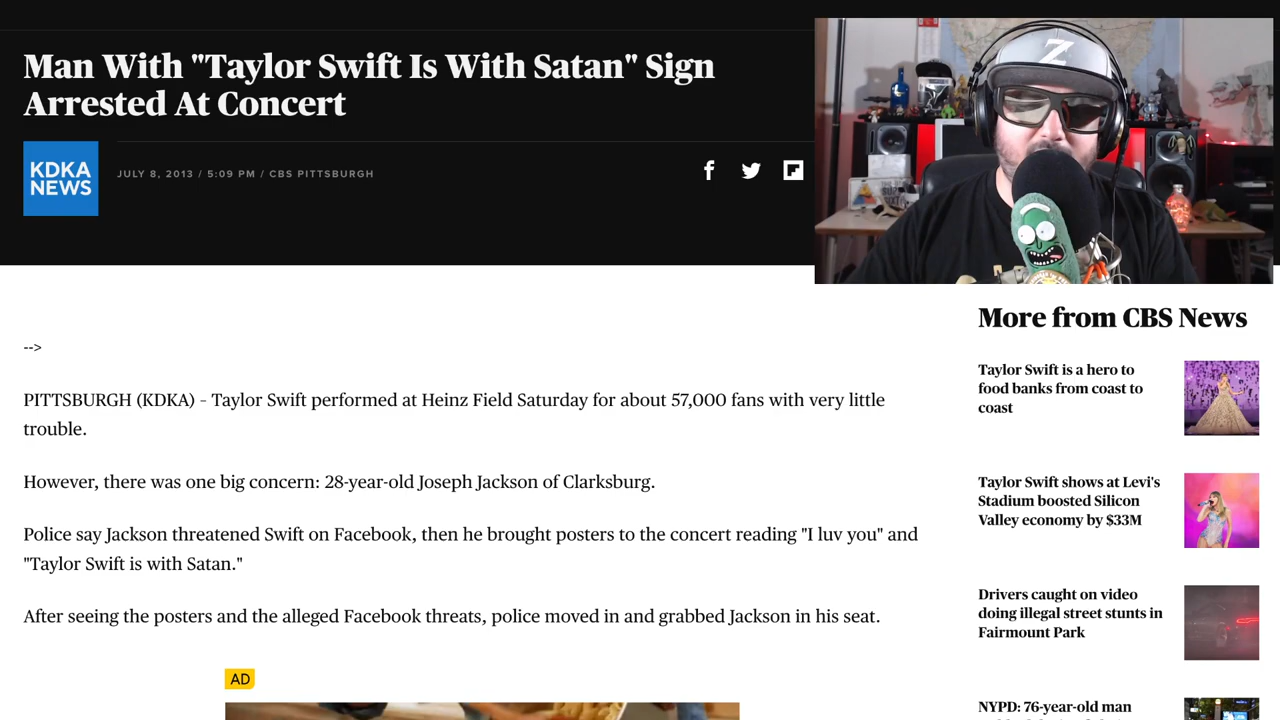 Man With "Taylor Swift Is With Satan" Sign
Arrested At Concert
KDKA
NEWS
JULY 8, 2013 / 5:09 PM / CBS PITTSBURGH
Z
-->
PITTSBURGH (KDKA) - Taylor Swift performed at Heinz Field Saturday for about 57,000 fans with very little
trouble.
However, there was one big concern: 28-year-old Joseph Jackson of Clarksburg.
Police say Jackson threatened Swift on Facebook, then he brought posters to the concert reading "I luv you" and
"Taylor Swift is with Satan."
After seeing the posters and the alleged Facebook threats, police moved in and grabbed Jackson in his seat.
AD
More from CBS News
Taylor Swift is a hero to
food banks from coast to
coast
Taylor Swift shows at Levi's
Stadium boosted Silicon
Valley economy by $33M
Drivers caught on video
doing illegal street stunts in
Fairmount Park
NYPD: 76-year-old man